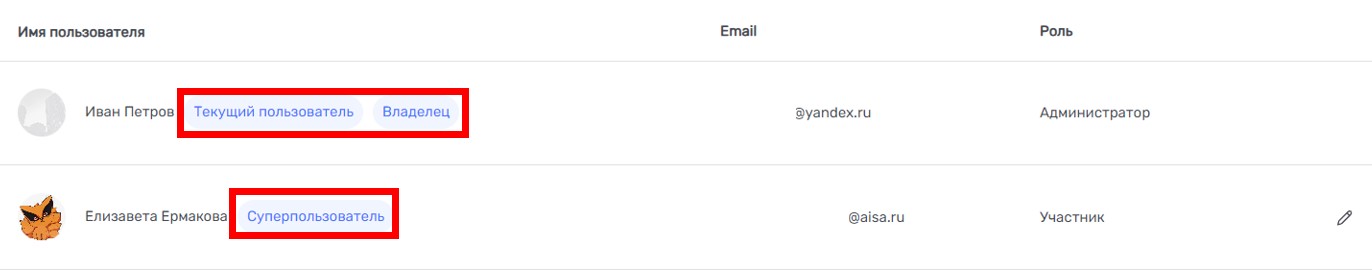 Имя пользователя Email Роль
Иван Петров Текущий пользователь Владелец @yandex.ru Администратор
Елизавета Ермакова Суперпользователь @aisa.ru Участник